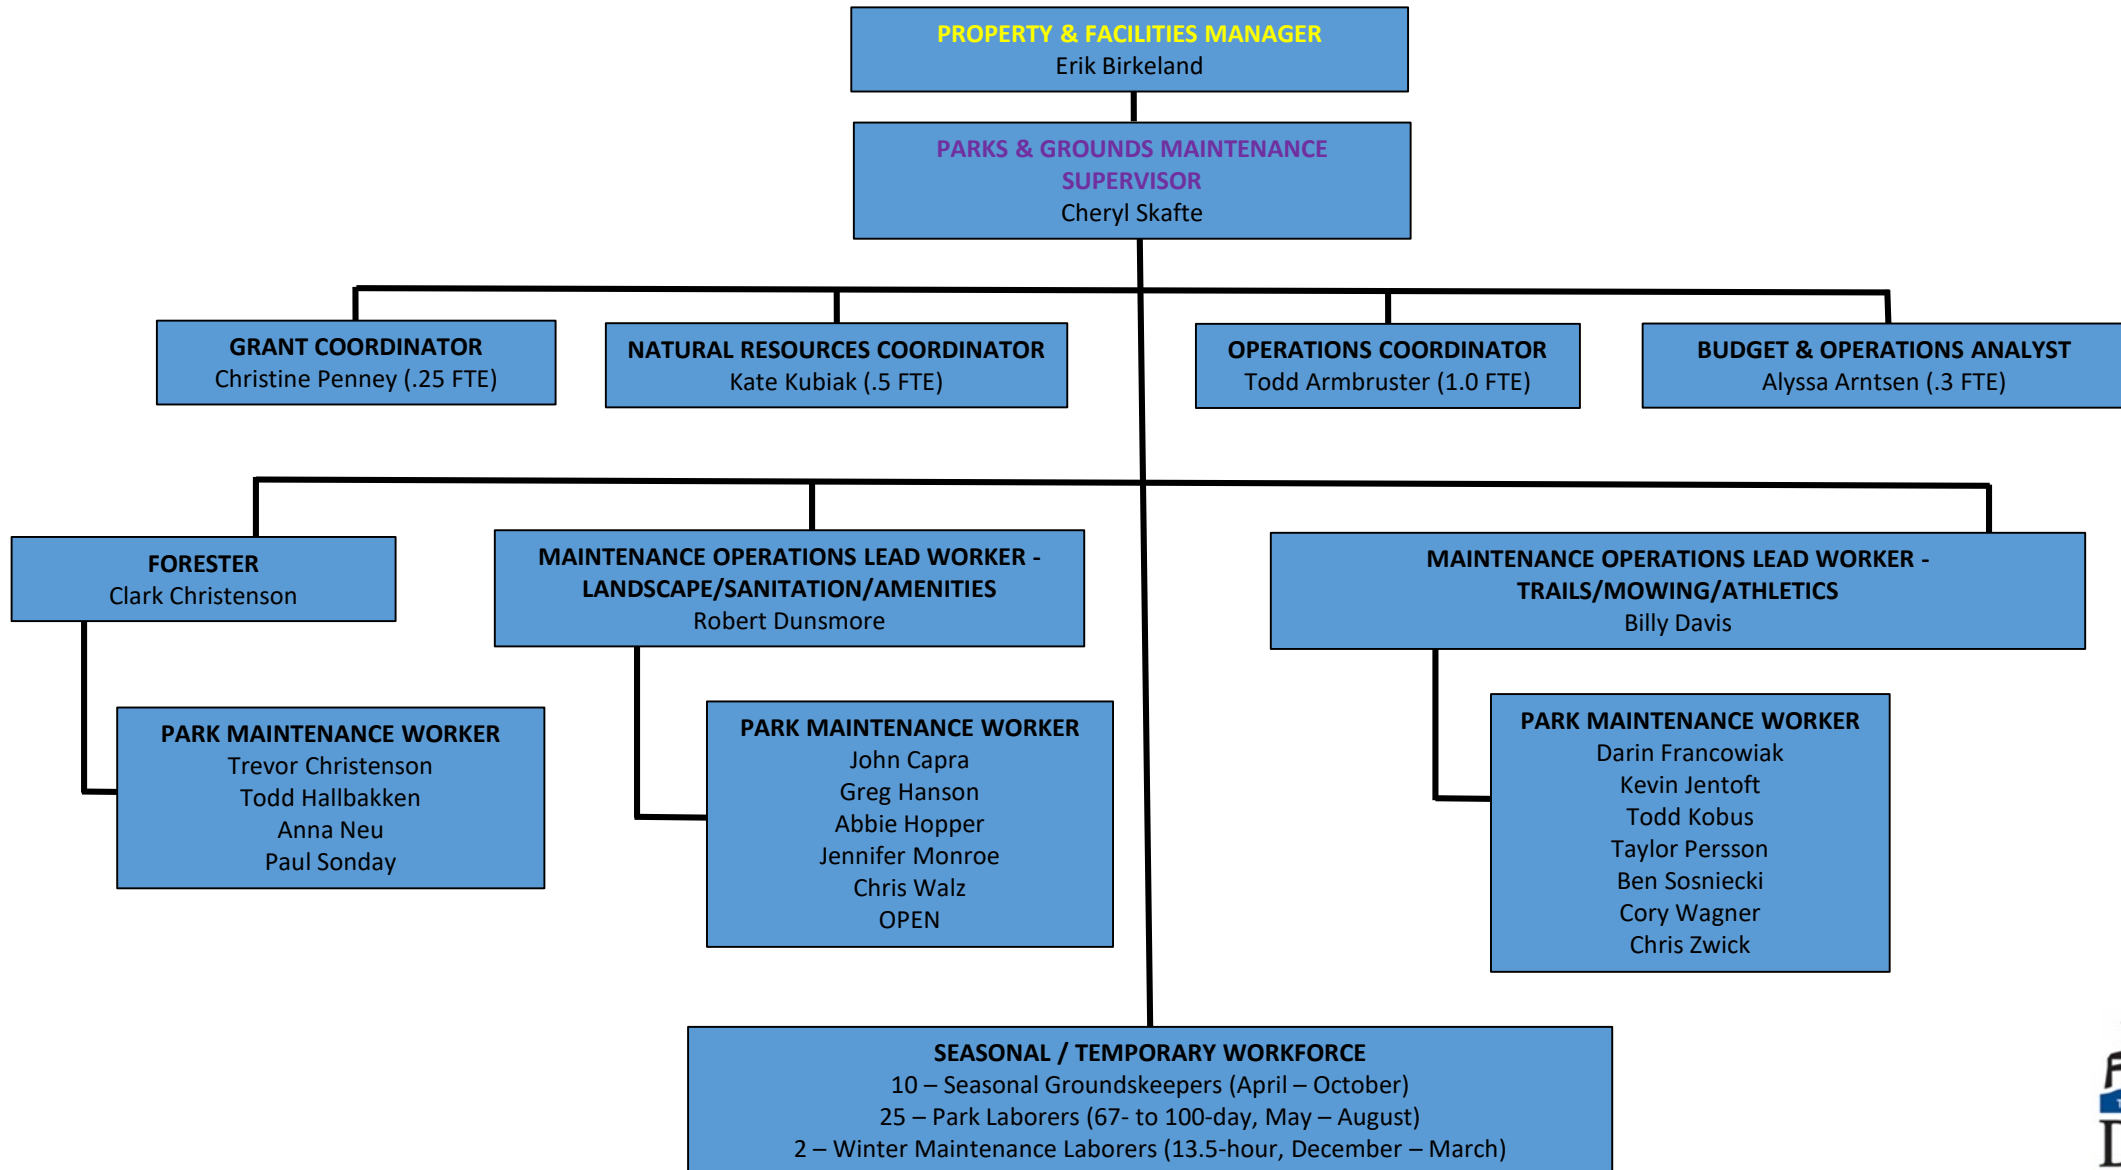 PROPERTY & FACILITIES MANAGER
Erik Birkeland
PARKS & GROUNDS MAINTENANCE
SUPERVISOR
Cheryl Skafte
GRANT COORDINATOR
Christine Penney (.25 FTE)
NATURAL RESOURCES COORDINATOR
Kate Kubiak (.5 FTE)
OPERATIONS COORDINATOR
Todd Armbruster (1.0 FTE)
BUDGET & OPERATIONS ANALYST
Alyssa Arntsen (.3 FTE)
FORESTER
Clark Christenson
MAINTENANCE OPERATIONS LEAD WORKER -
LANDSCAPE/SANITATION/AMENITIES
Robert Dunsmore
MAINTENANCE OPERATIONS LEAD WORKER -
TRAILS/MOWING/ATHLETICS
Billy Davis
PARK MAINTENANCE WORKER
Trevor Christenson
Todd Hallbakken
Anna Neu
Paul Sonday
PARK MAINTENANCE WORKER
John Capra
Greg Hanson
Abbie Hopper
Jennifer Monroe
Chris Walz
OPEN
PARK MAINTENANCE WORKER
Darin Francowiak
Kevin Jentoft
Todd Kobus
Taylor Persson
Ben Sosniecki
Cory Wagner
Chris Zwick
SEASONAL / TEMPORARY WORKFORCE
10 – Seasonal Groundskeepers (April – October)
25 – Park Laborers (67- to 100-day, May – August)
2 – Winter Maintenance Laborers (13.5-hour, December – March)